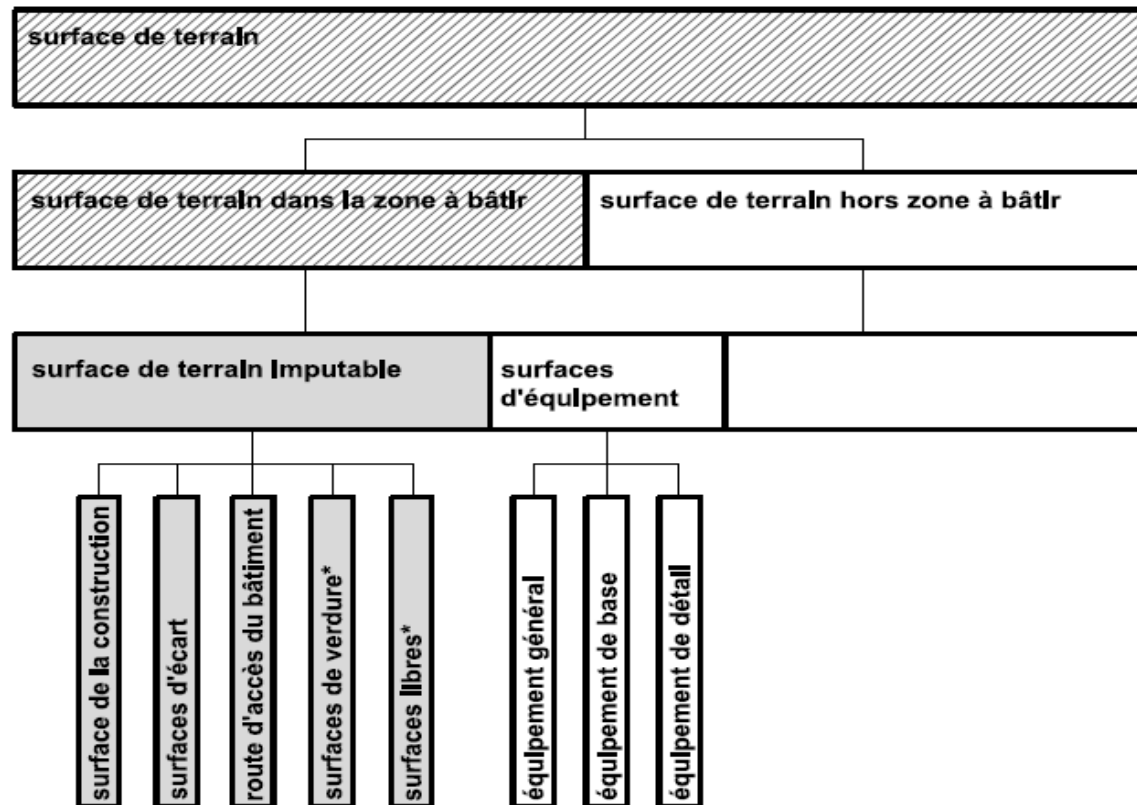 surface de terrain
surface de terrain dans la zone à bâtir
surface de terrain hors zone à bâtir
surface de terrain imputable
surfaces
d'équipement
surface de la construction
surfaces d'écart
route d'accès du bâtiment
surfaces de verdure*
surfaces libres*
équipement général
équipement de base
équipement de détail